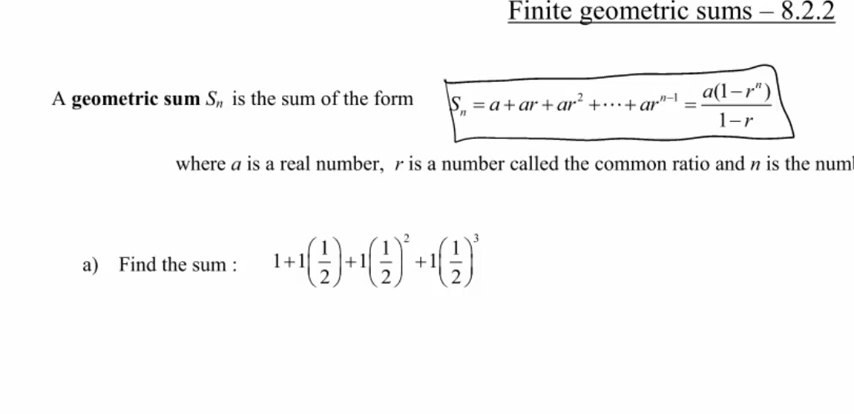 Finite geometric sums – 8.2.2
A geometric sum Sₙ is the sum of the form Sₙ = a + ar + ar² + ⋯ + arⁿ⁻¹ = a(1−rⁿ)/(1−r)
where a is a real number, r is a number called the common ratio and n is the
a) Find the sum : 1+1(1/2)+1(1/2)²+1(1/2)³